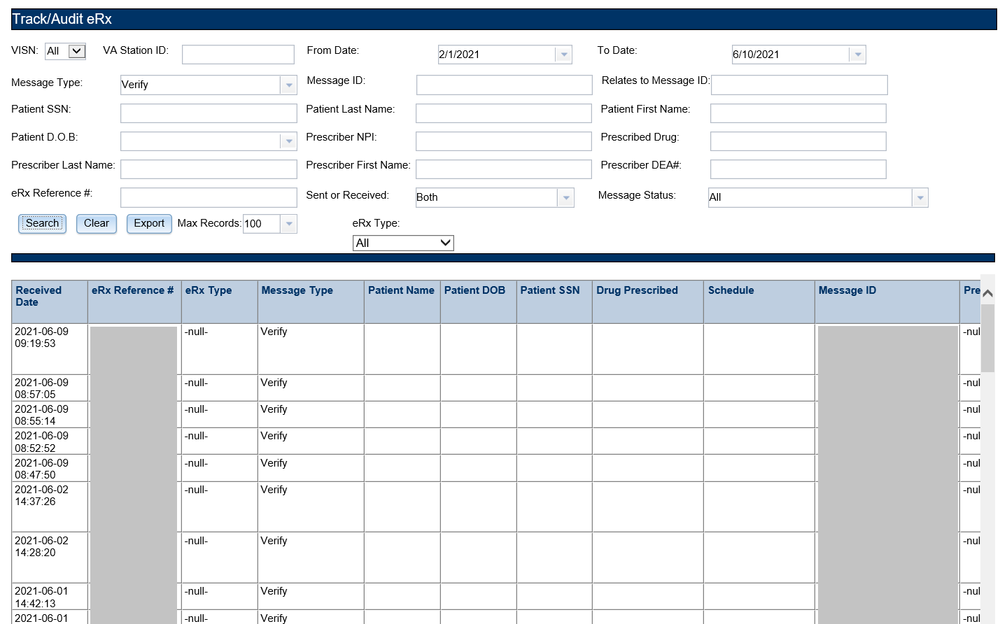 Track/Audit eRx
VISN: All VA Station ID: From Date: 2/1/2021 To Date: 6/10/2021
Message Type: Verify Message ID: Relates to Message ID:
Patient SSN: Patient Last Name: Patient First Name:
Patient D.O.B: Prescriber NPI: Prescribed Drug:
Prescriber Last Name: Prescriber First Name: Prescriber DEA#:
eRx Reference #: Sent or Received: Both Message Status: All
Search Clear Export Max Records: 100 eRx Type:
All
Received eRx Reference # eRx Type Message Type Patient Name Patient DOB Patient SSN Drug Prescribed Schedule Message ID Pre
Date
2021-06-09 -null- Verify -nul
09:19:53
2021-06-09 -null- Verify -nul
08:57:05
2021-06-09 -null- Verify -nul
08:55:14
2021-06-09 -null- Verify -nul
08:52:52
2021-06-09 -null- Verify -nul
08:47:50
2021-06-02 -null- Verify -nul
14:37:26
2021-06-02 -null- Verify -nul
14:28:20
2021-06-01 -null- Verify -nul
14:42:13
2021-06-01 -null- Verify -nul